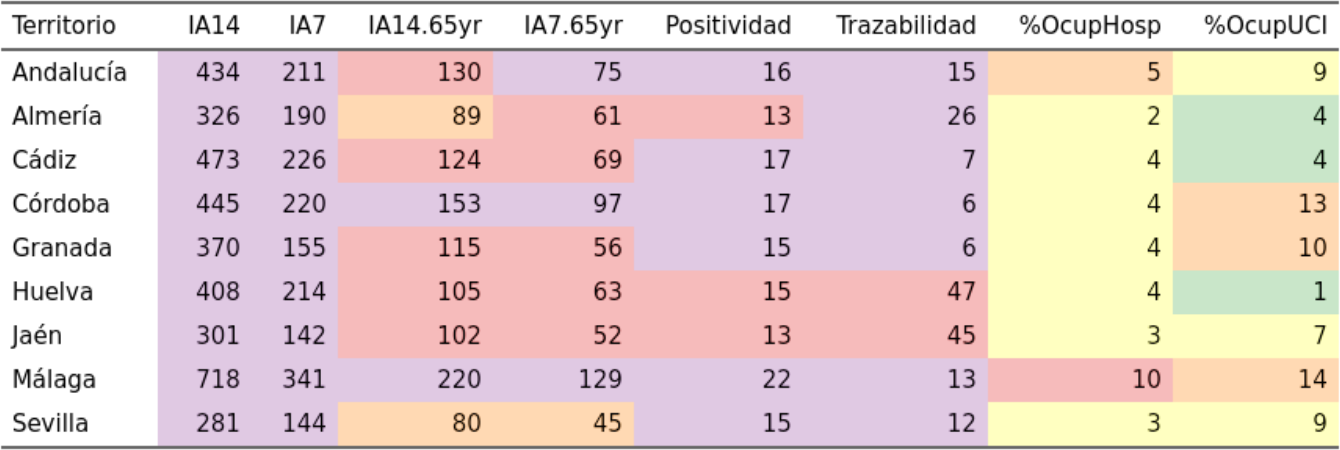 Territorio IA14 IA7 IA14.65yr IA7.65yr Positividad Trazabilidad %OcupHosp %OcupUCI
Andalucía 434 211 130 75 16 15 5 9
Almería 326 190 89 61 13 26 2 4
Cádiz 473 226 124 69 17 7 4 4
Córdoba 445 220 153 97 17 6 4 13
Granada 370 155 115 56 15 6 4 10
Huelva 408 214 105 63 15 47 4 1
Jaén 301 142 102 52 13 45 3 7
Málaga 718 341 220 129 22 13 10 14
Sevilla 281 144 80 45 15 12 3 9